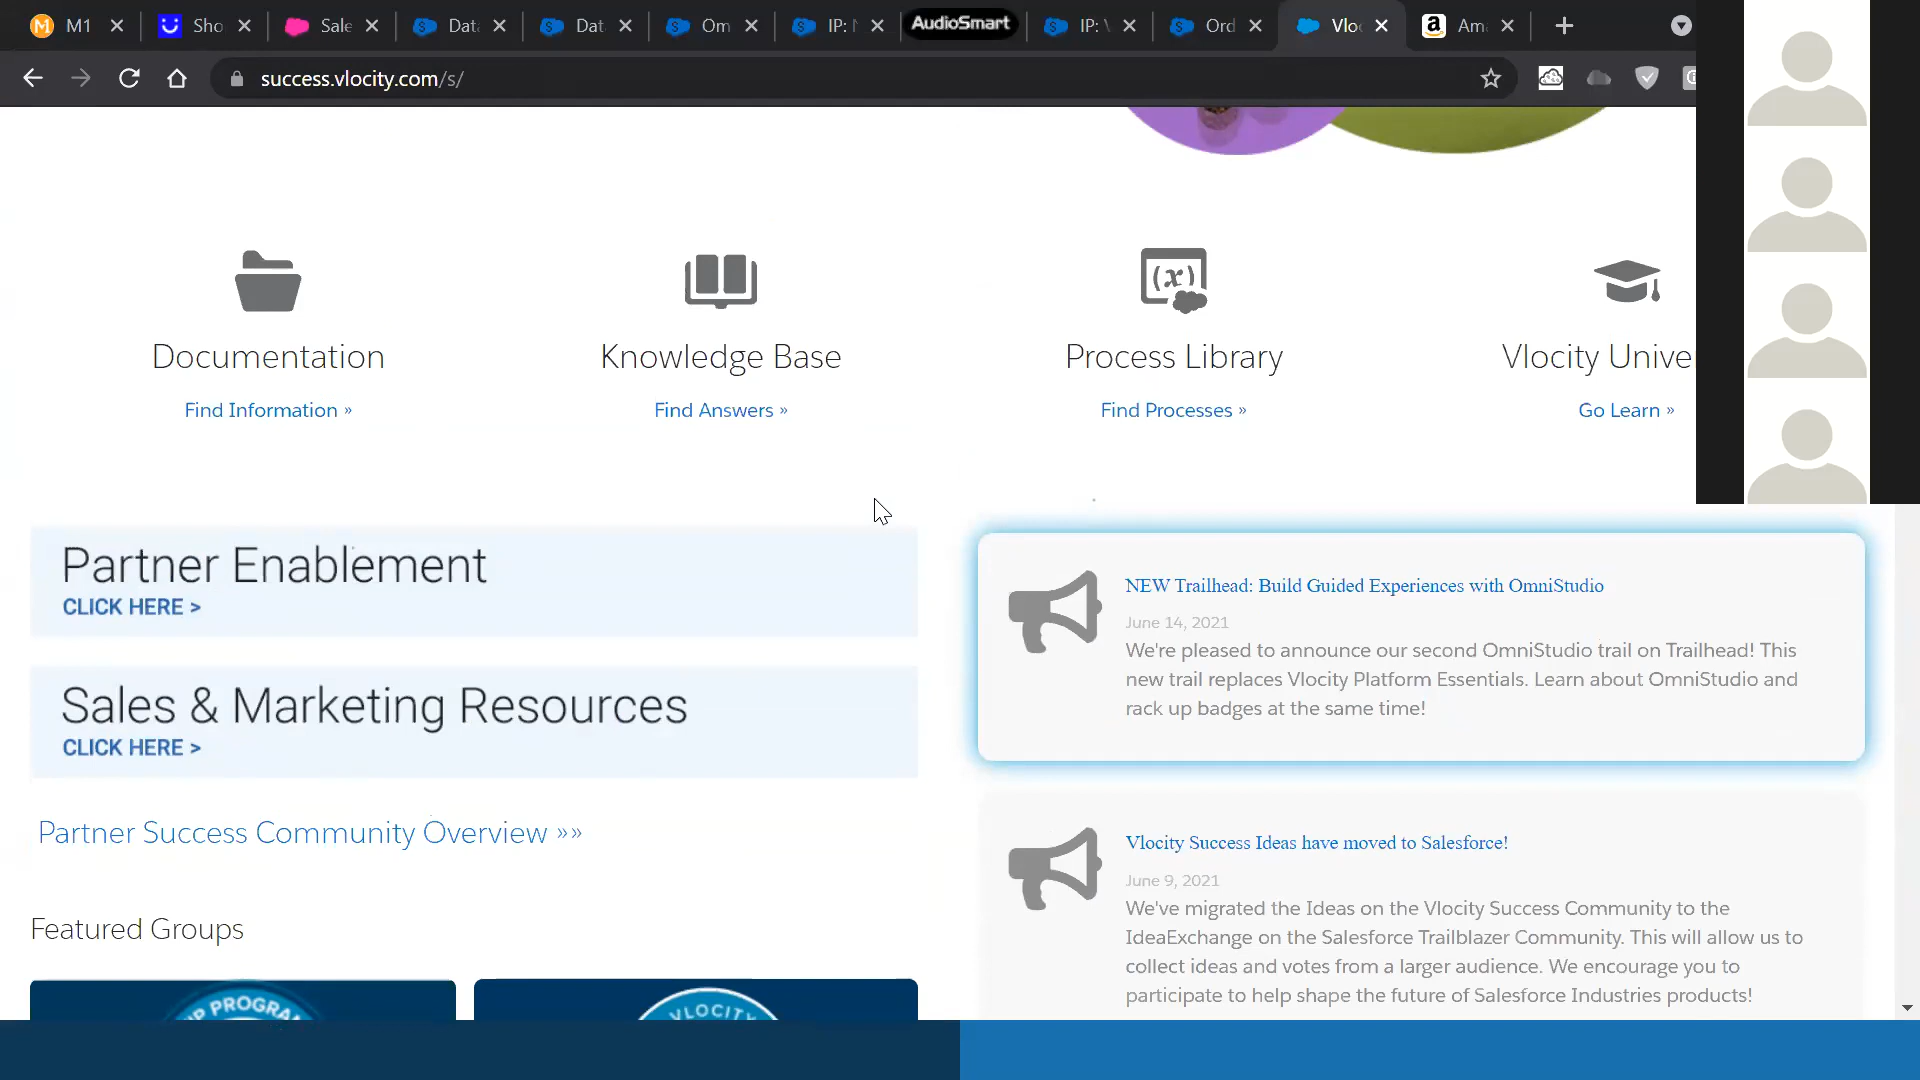 M1
Sho
Sale
Data
Dat
Om
IP: N
AudioSmart
IP: V
Ord
Vlo
Am
success.vlocity.com/s/
Documentation
Knowledge Base
Process Library
Vlocity Unive
Find Information »
Find Answers »
Find Processes »
Go Learn »
Partner Enablement
CLICK HERE >
Sales & Marketing Resources
CLICK HERE >
Partner Success Community Overview »»
Featured Groups
PROGRA
VLOCITY
NEW Trailhead: Build Guided Experiences with OmniStudio
June 14, 2021
We're pleased to announce our second OmniStudio trail on Trailhead! This
new trail replaces Vlocity Platform Essentials. Learn about OmniStudio and
rack up badges at the same time!
Vlocity Success Ideas have moved to Salesforce!
June 9, 2021
We've migrated the Ideas on the Vlocity Success Community to the
IdeaExchange on the Salesforce Trailblazer Community. This will allow us to
collect ideas and votes from a larger audience. We encourage you to
participate to help shape the future of Salesforce Industries products!